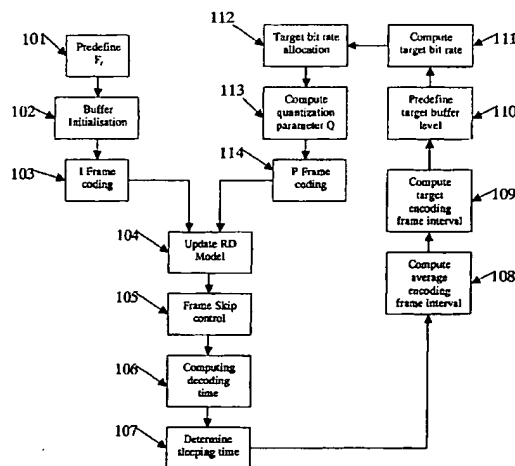 101
Predefine
Fr
102
Buffer
Initialisation
103
I Frame
coding
112
Target bit rate
allocation
113
Compute
quantization
parameter Q
114
P Frame
coding
Compute
target bit rate
111
Predefine
target buffer
level
110
Compute
target
encoding
frame interval
109
Compute
average
encoding
frame interval
108
104
Update RD
Model
105
Frame Skip
control
106
Computing
decoding
time
107
Determine
sleeping time